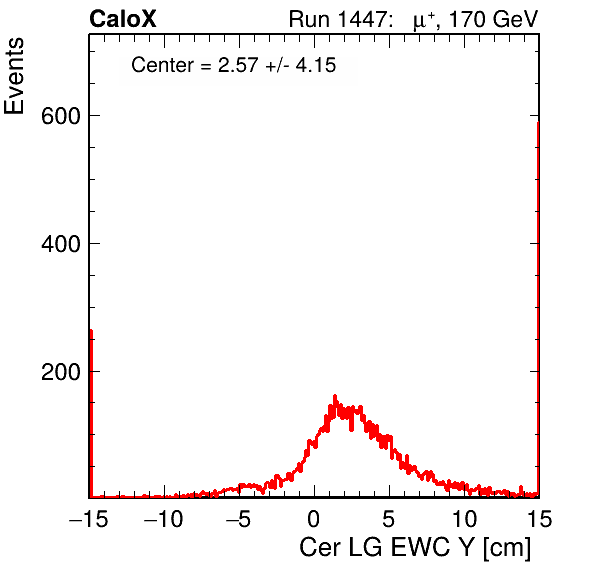 CaloX Run 1447: μ⁺, 170 GeV
Center = 2.57 +/- 4.15
Events
600
400
200
−15 −10 −5 0 5 10 15
Cer LG EWC Y [cm]